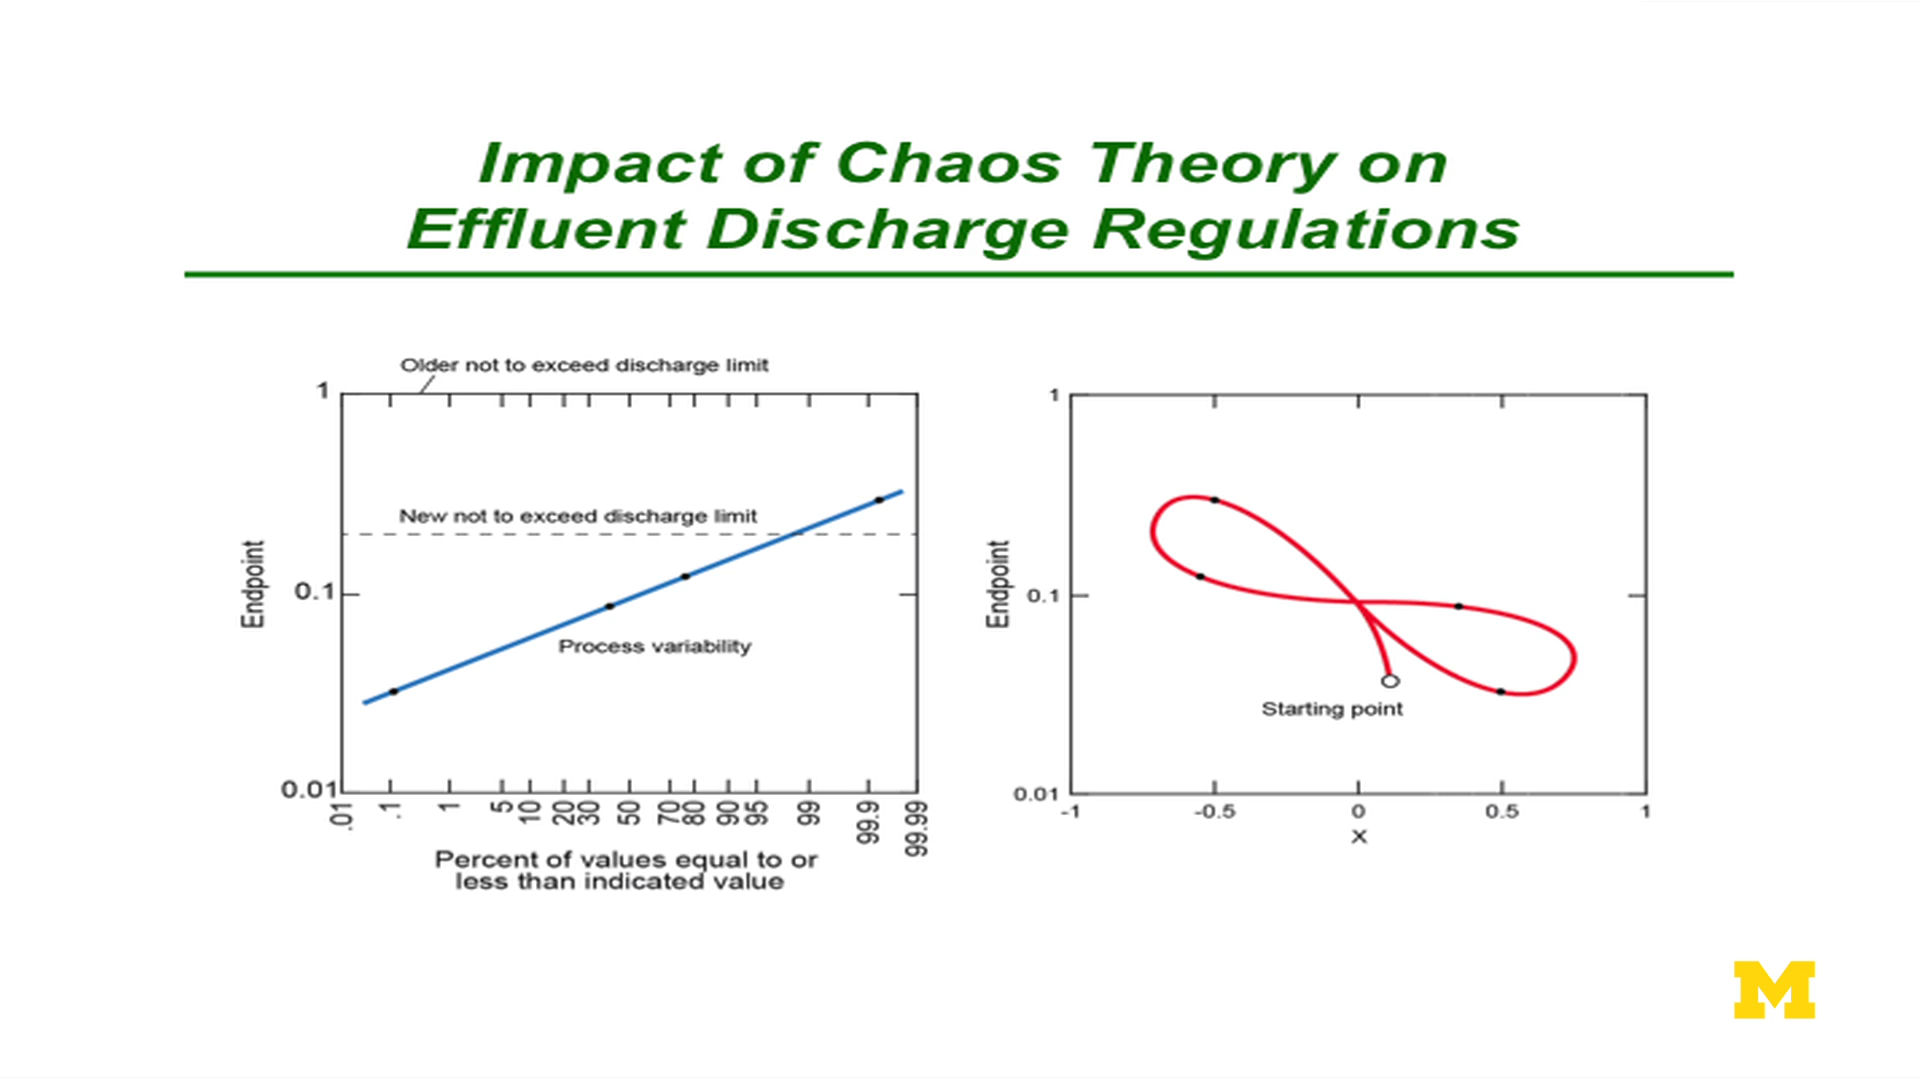 Impact of Chaos Theory on
Effluent Discharge Regulations
Older not to exceed discharge limit
1
New not to exceed discharge limit
Endpoint
0.1
Process variability
0.01
.01 .1 1 5 10 20 30 50 70 80 90 95 99 99.9 99.99
Percent of values equal to or
less than indicated value
1
Endpoint
0.1
Starting point
0.01
-1 -0.5 0 0.5 1
x
M